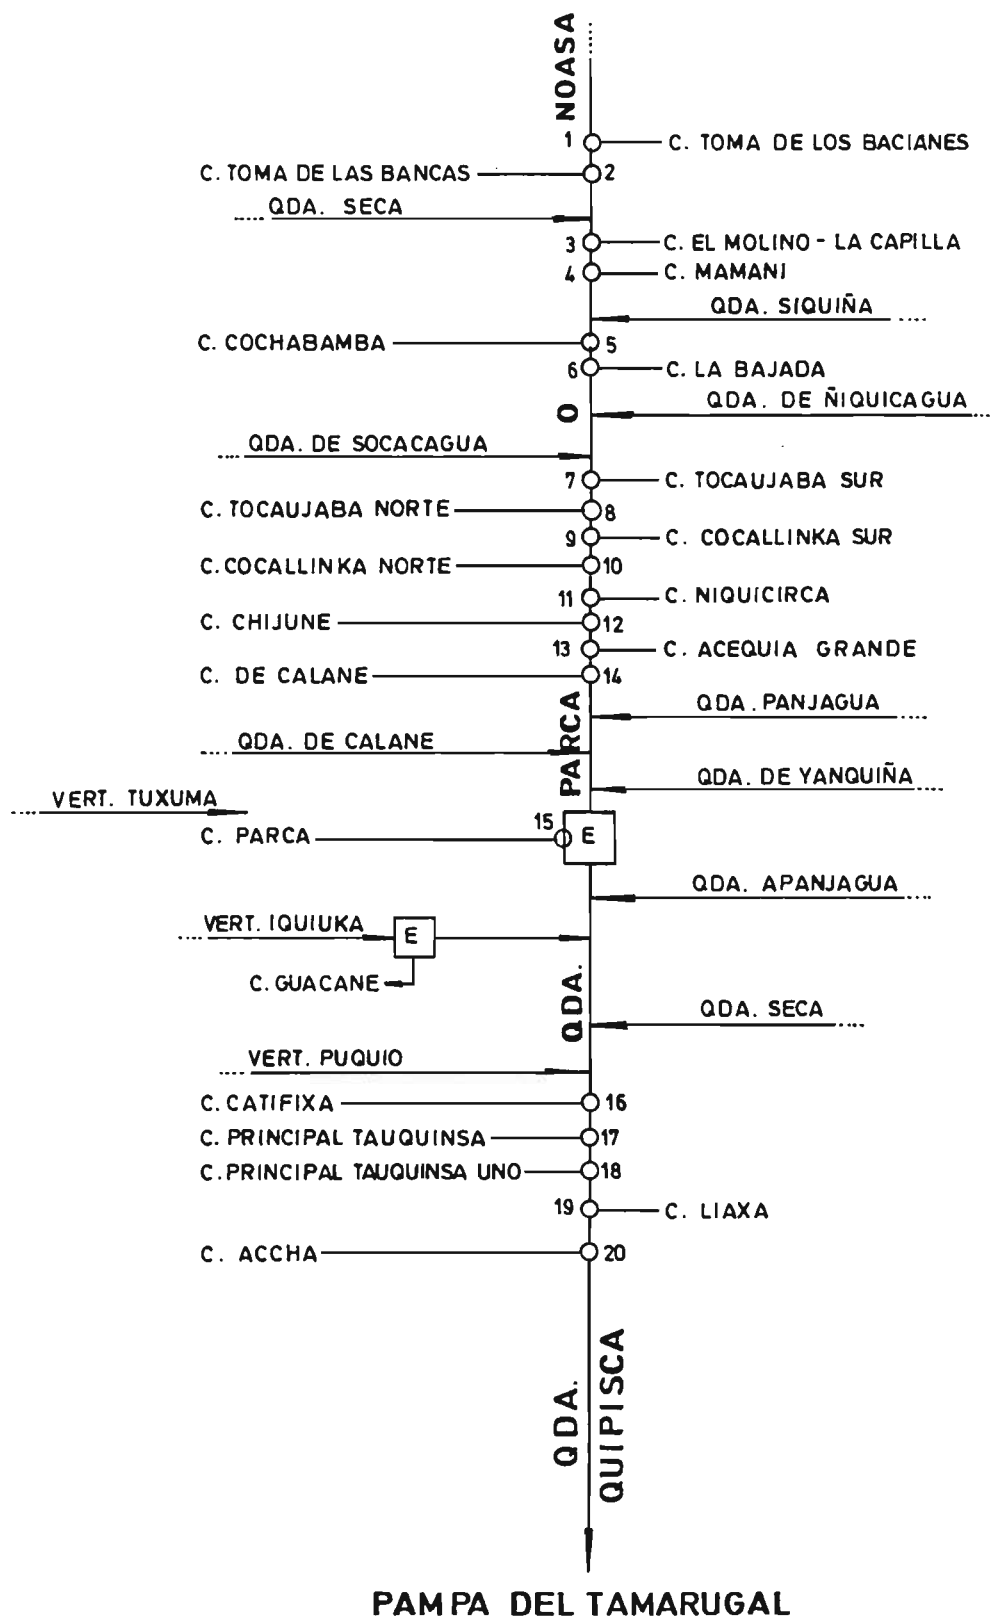 NOASA
1 C. TOMA DE LOS BACIANES
C. TOMA DE LAS BANCAS 2
QDA. SECA
3 C. EL MOLINO - LA CAPILLA
4 C. MAMANI
QDA. SIQUIÑA
C. COCHABAMBA 5
6 C. LA BAJADA
O
QDA. DE ÑIQUICAGUA
QDA. DE SOCACAGUA
7 C. TOCAUJABA SUR
C. TOCAUJABA NORTE 8
9 C. COCALLINKA SUR
C. COCALLINKA NORTE 10
11 C. NIQUICIRCA
C. CHIJUNE 12
13 C. ACEQUIA GRANDE
C. DE CALANE 14
PARCA
QDA. PANJAGUA
QDA. DE CALANE
QDA. DE YANQUIÑA
VERT. TUXUMA
C. PARCA 15 E
QDA. APANJAGUA
VERT. IQUIUKA E
C. GUACANE
QDA.
QDA. SECA
VERT. PUQUIO
C. CATIFIXA 16
C. PRINCIPAL TAUQUINSA 17
C. PRINCIPAL TAUQUINSA UNO 18
19 C. LIAXA
C. ACCHA 20
QDA.
QUIPISCA
PAMPA DEL TAMARUGAL